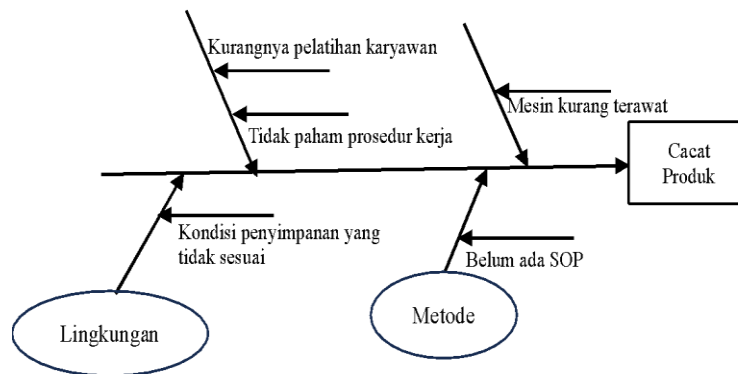 Kurangnya pelatihan karyawan
Mesin kurang terawat
Tidak paham prosedur kerja
Cacat
Produk
Kondisi penyimpanan yang
tidak sesuai
Belum ada SOP
Lingkungan
Metode